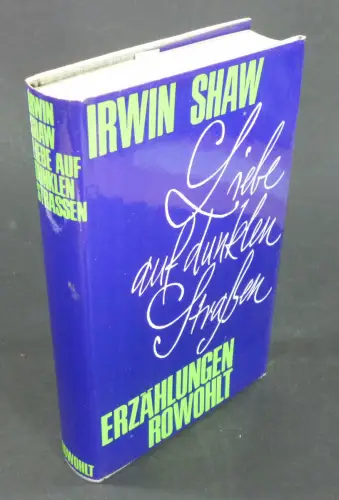 IRWIN SHAW
Liebe
auf dunklen
Straßen
ERZÄHLUNGEN
ROWOHLT
IRWIN
SHAW
LIEBE AUF
DUNKLEN
STRASSEN
ROWOHLT